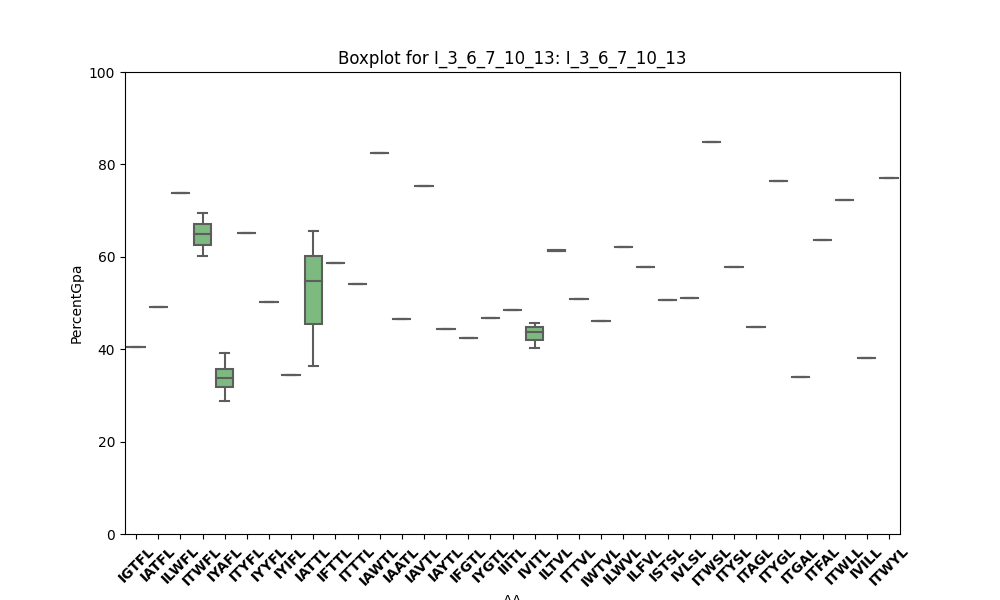 Boxplot for I_3_6_7_10_13: I_3_6_7_10_13
100
80
60
40
20
0
PercentGpa
IGTFL
IATFL
ILWFL
ITWFL
IYAFL
ITYFL
IYYFL
IYIFL
IATTL
IFTTL
ITTTL
IAWTL
IAATL
IAVTL
IAYTL
IFGTL
IYGTL
IIITL
IVITL
ILTVL
ITTVL
IWTVL
ILWVL
ILFVL
ISTSL
IVLSL
ITWSL
ITYSL
ITAGL
ITYGL
ITGAL
ITFAL
ITWLL
IVILL
ITWYL
AA